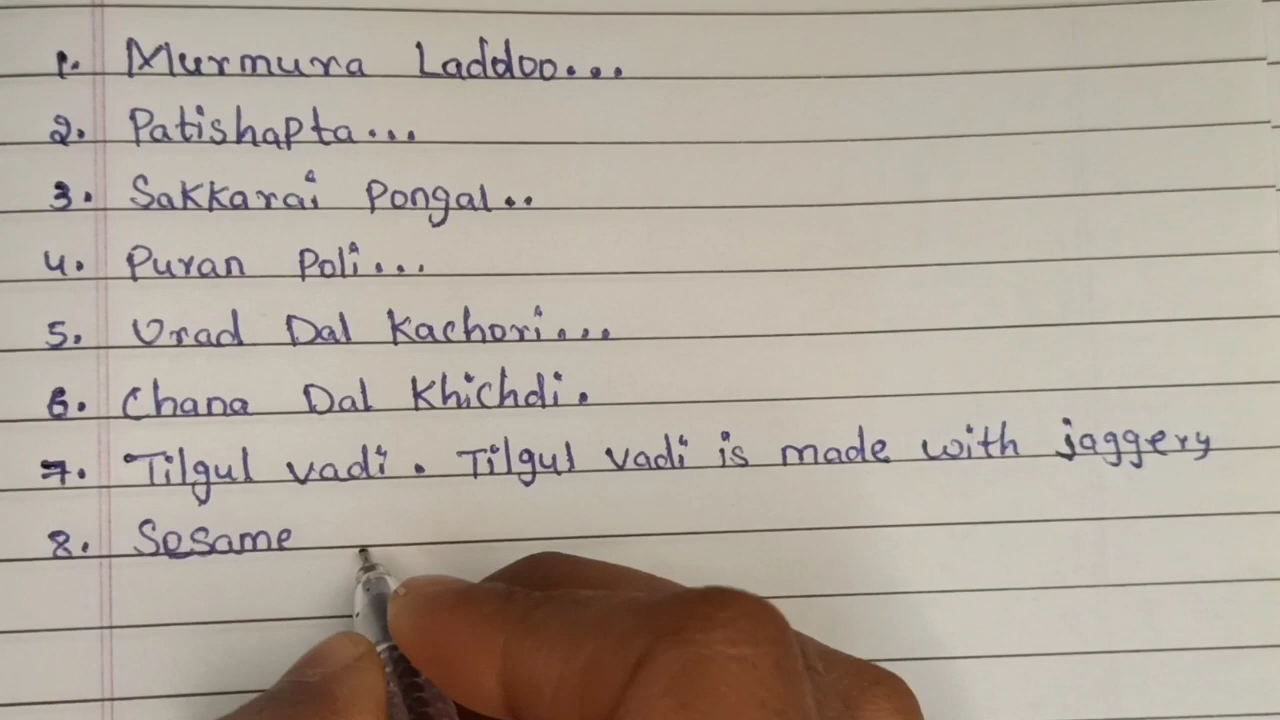 1. Murmura Laddoo...
2. Patishapta...
3. Sakkarai Pongal..
4. Puran Poli...
5. Urad Dal Kachori...
6. Chana Dal Khichdi.
7. Tilgul vadi. Tilgul vadi is made with jaggery
8. Sesame